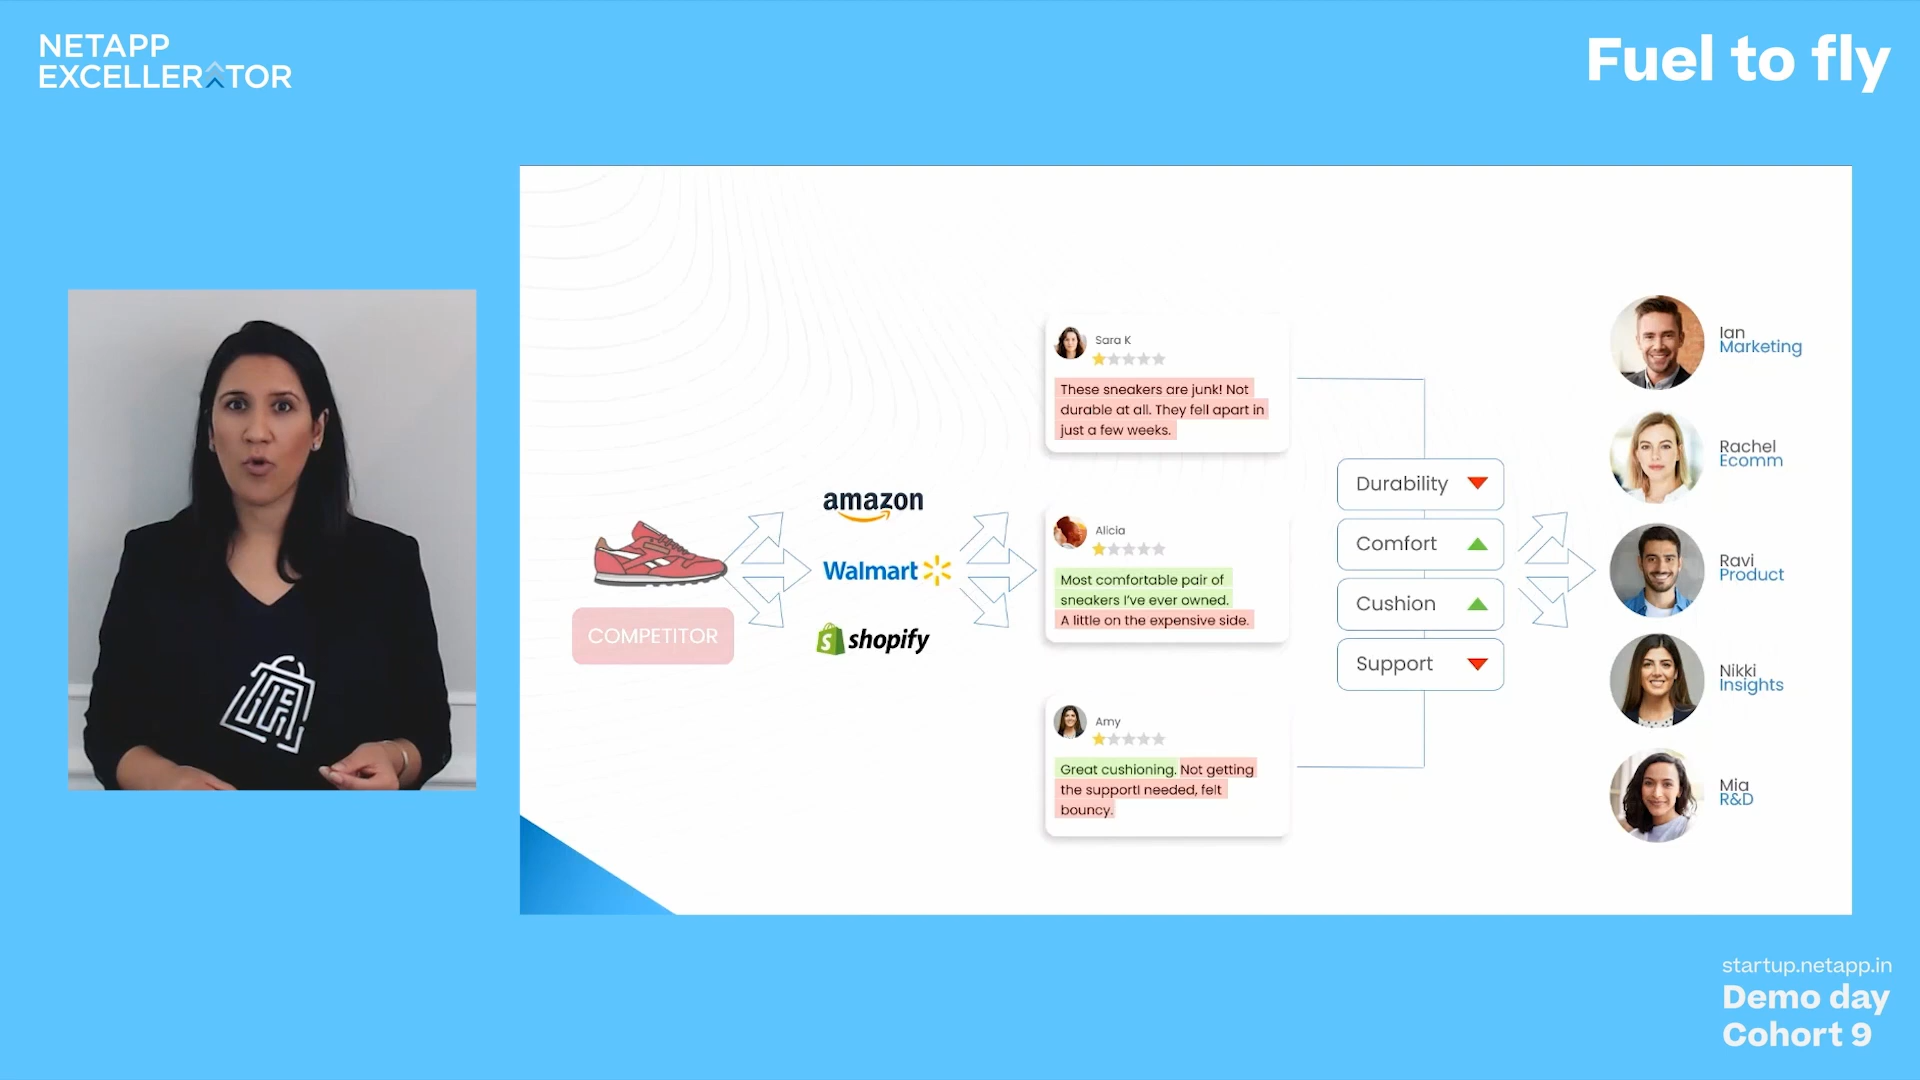 NETAPP
EXCELLERATOR
Fuel to fly
Sara K
These sneakers are junk! Not
durable at all. They fell apart in
just a few weeks.
amazon
Walmart
shopify
COMPETITOR
Alicia
Most comfortable pair of
sneakers I've ever owned.
A little on the expensive side.
Amy
Great cushioning. Not getting
the supportI needed, felt
bouncy.
Durability
Comfort
Cushion
Support
Ian
Marketing
Rachel
Ecomm
Ravi
Product
Nikki
Insights
Mia
R&D
startup.netapp.in
Demo day
Cohort 9